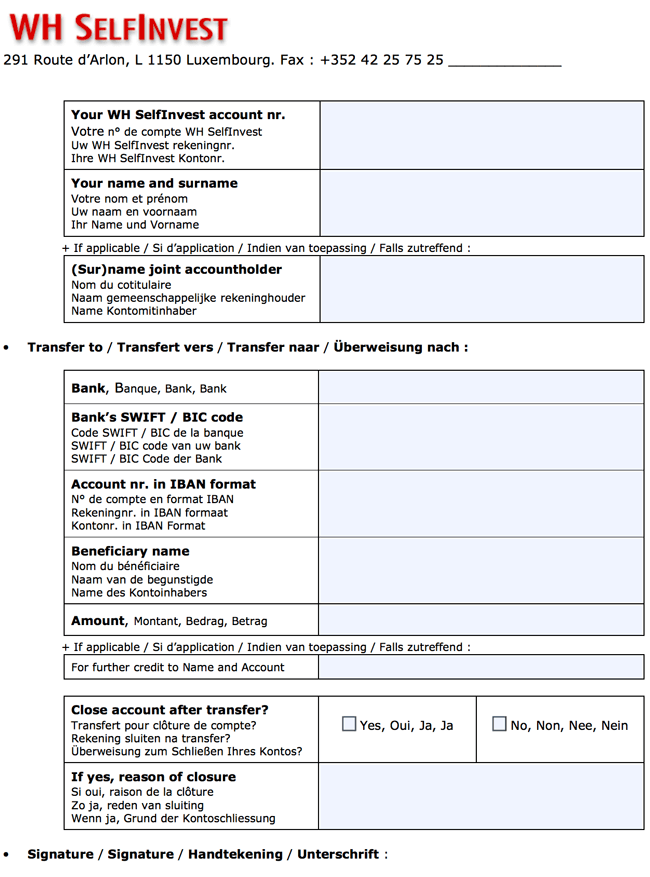 WH SELFINVEST
291 Route d'Arlon, L 1150 Luxembourg. Fax : +352 42 25 75 25 _______________
Your WH SelfInvest account nr.
Votre n° de compte WH SelfInvest
Uw WH SelfInvest rekeningnr.
Ihre WH SelfInvest Kontonr.
Your name and surname
Votre nom et prénom
Uw naam en voornaam
Ihr Name und Vorname
+ If applicable / Si d'application / Indien van toepassing / Falls zutreffend :
(Sur)name joint accountholder
Nom du cotitulaire
Naam gemeenschappelijke rekeninghouder
Name Kontomitinhaber
• Transfer to / Transfert vers / Transfer naar / Überweisung nach :
Bank, Banque, Bank, Bank
Bank's SWIFT / BIC code
Code SWIFT / BIC de la banque
SWIFT / BIC code van uw bank
SWIFT / BIC Code der Bank
Account nr. in IBAN format
N° de compte en format IBAN
Rekeningnr. in IBAN formaat
Kontonr. in IBAN Format
Beneficiary name
Nom du bénéficiaire
Naam van de begunstigde
Name des Kontoinhabers
Amount, Montant, Bedrag, Betrag
+ If applicable / Si d'application / Indien van toepassing / Falls zutreffend :
For further credit to Name and Account
Close account after transfer?
Transfert pour clôture de compte?
Rekening sluiten na transfer?
Überweisung zum Schließen Ihres Kontos?
Yes, Oui, Ja, Ja
No, Non, Nee, Nein
If yes, reason of closure
Si oui, raison de la clôture
Zo ja, reden van sluiting
Wenn ja, Grund der Kontoschliessung
• Signature / Signature / Handtekening / Unterschrift :